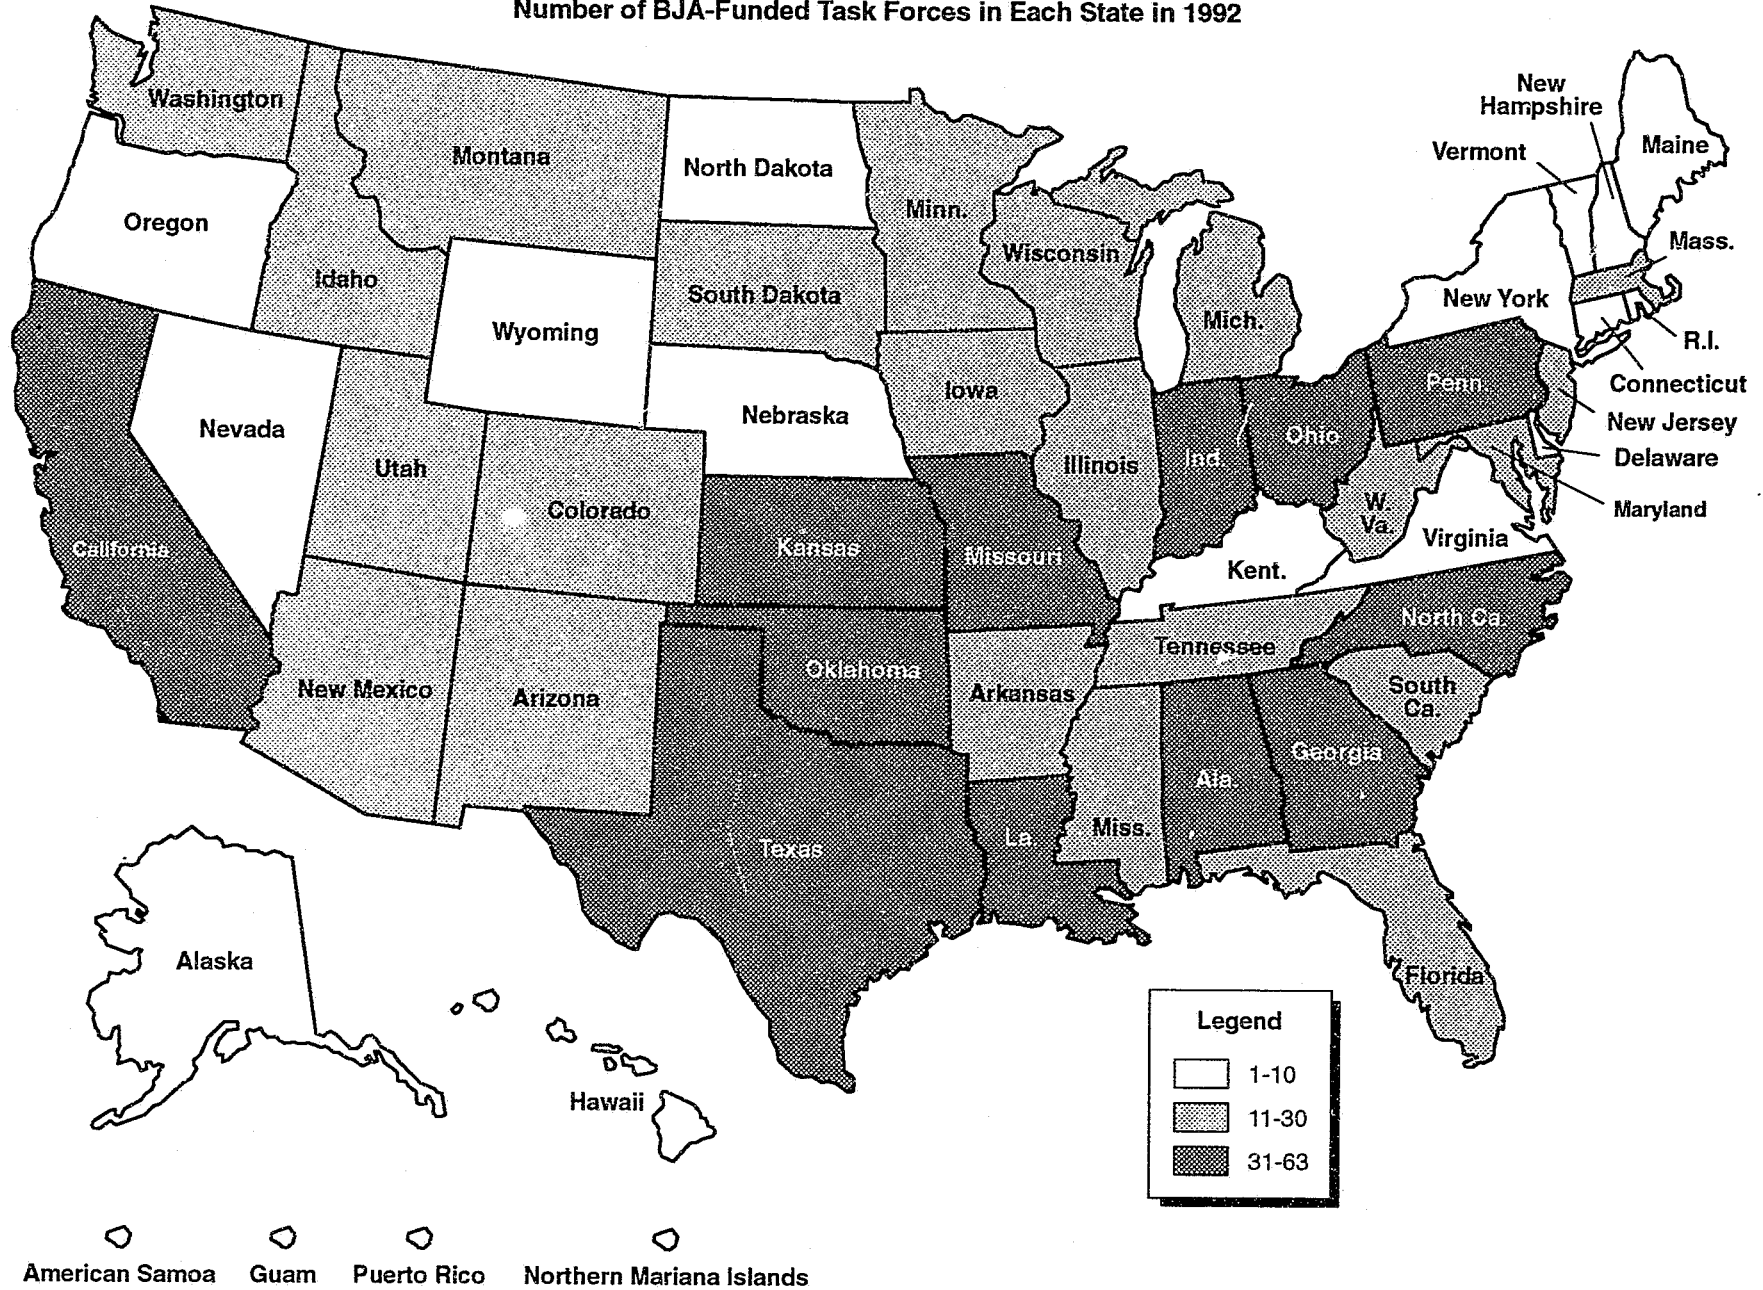 Number of BJA-Funded Task Forces in Each State in 1992
New
Hampshire
Washington
Maine
Vermont
Montana
North Dakota
Minn.
Oregon
Mass.
Wisconsin
Idaho
South Dakota
New York
Mich.
Wyoming
R.I.
Penn.
Connecticut
Iowa
Nebraska
New Jersey
Nevada
Ohio
Delaware
Utah
Illinois
Ind.
Colorado
W.
Va.
Maryland
Virginia
California
Kansas
Missouri
Kent.
North Ca.
Tennessee
Oklahoma
New Mexico
Arizona
Arkansas
South
Ca.
Georgia
Ala.
Miss.
La.
Texas
Alaska
Florida
Legend
1-10
11-30
31-63
Hawaii
American Samoa
Guam
Puerto Rico
Northern Mariana Islands